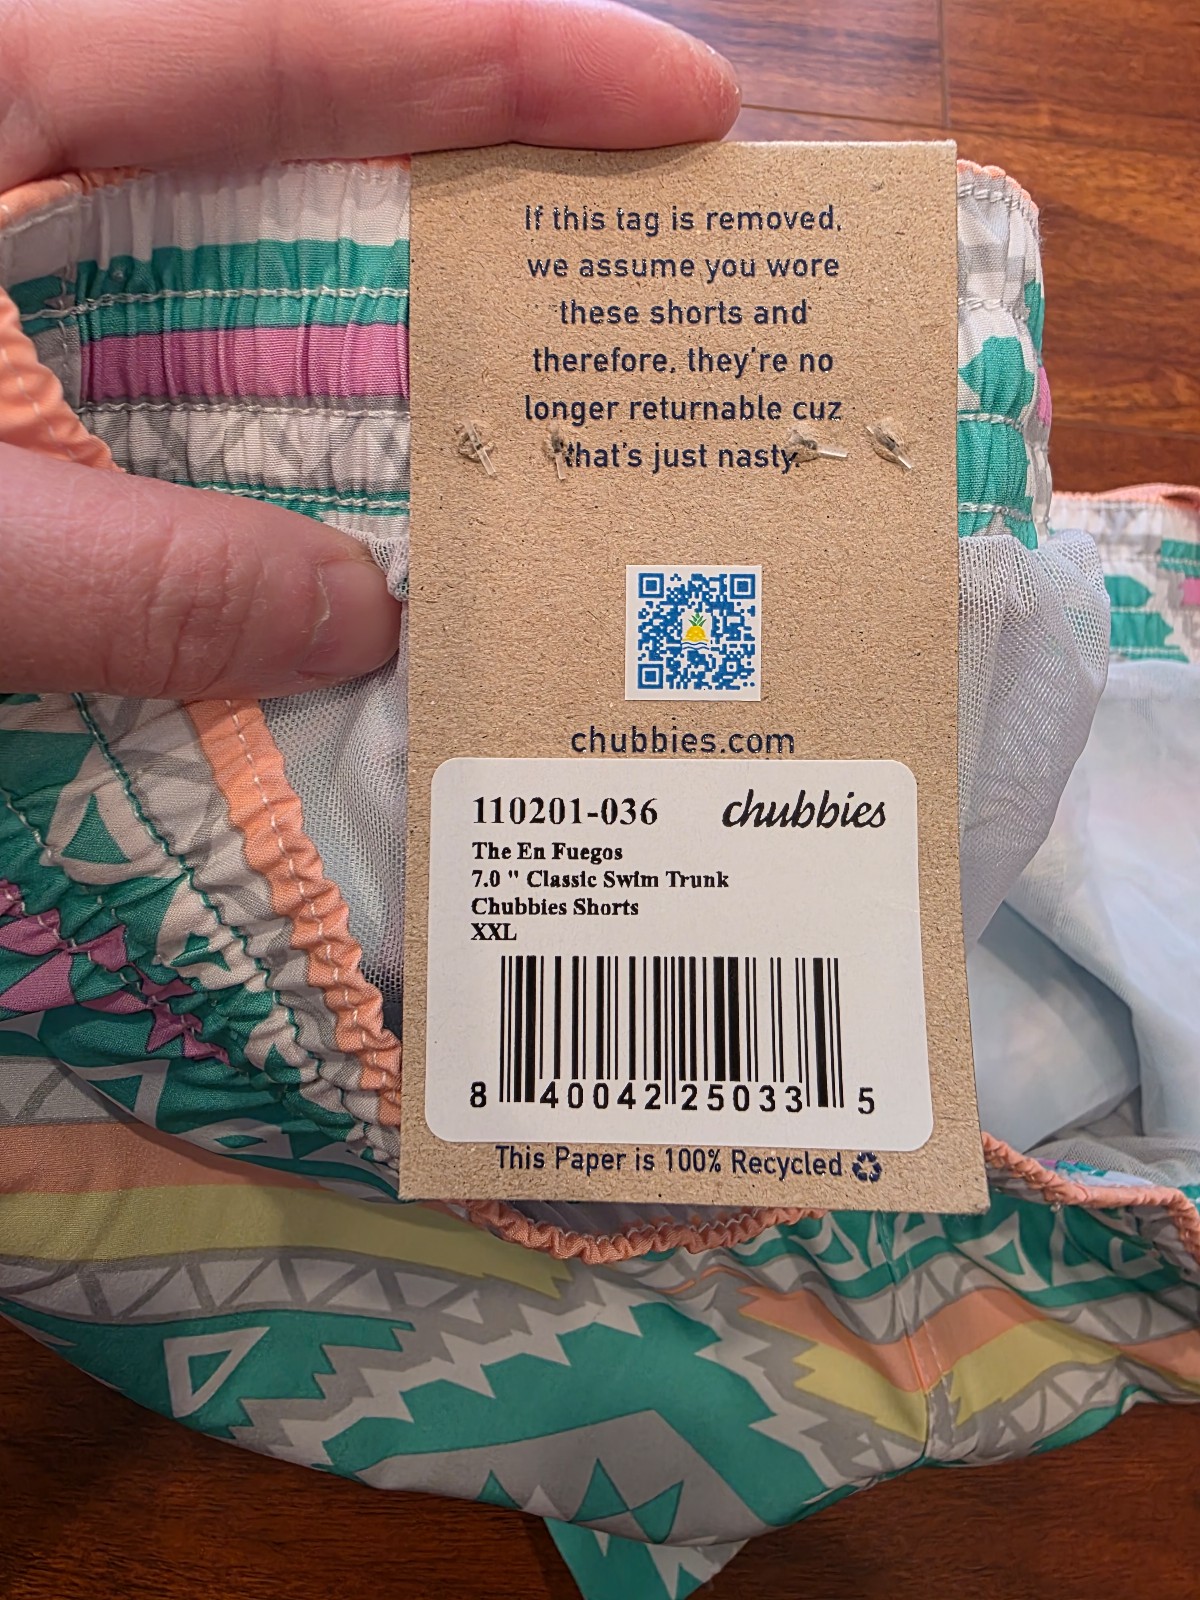 If this tag is removed,
we assume you wore
these shorts and
therefore, they're no
longer returnable cuz
that's just nasty.
chubbies.com
110201-036 chubbies
The En Fuegos
7.0 " Classic Swim Trunk
Chubbies Shorts
XXL
8 40042 25033 5
This Paper is 100% Recycled